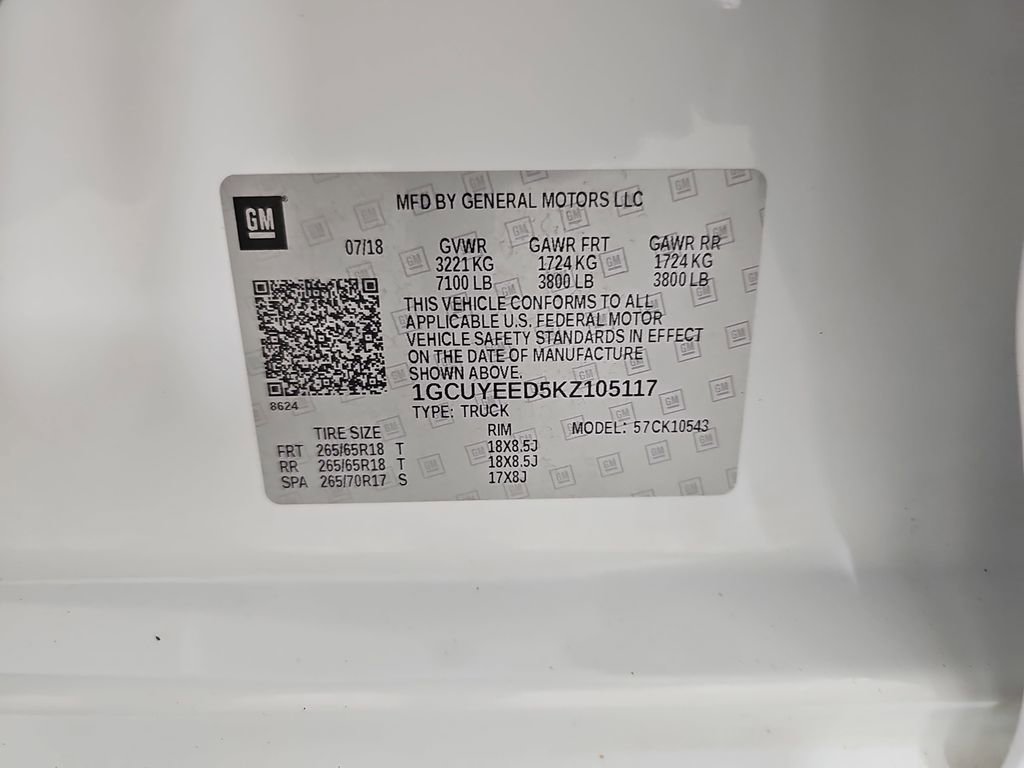 GM
MFD BY GENERAL MOTORS LLC
07/18 GVWR GAWR FRT GAWR RR
3221 KG 1724 KG 1724 KG
7100 LB 3800 LB 3800 LB
THIS VEHICLE CONFORMS TO ALL
APPLICABLE U.S. FEDERAL MOTOR
VEHICLE SAFETY STANDARDS IN EFFECT
ON THE DATE OF MANUFACTURE
SHOWN ABOVE.
1GCUYEED5KZ105117
8624
TYPE: TRUCK
TIRE SIZE RIM MODEL: 57CK10543
FRT 265/65R18 T 18X8.5J
RR 265/65R18 T 18X8.5J
SPA 265/70R17 S 17X8J